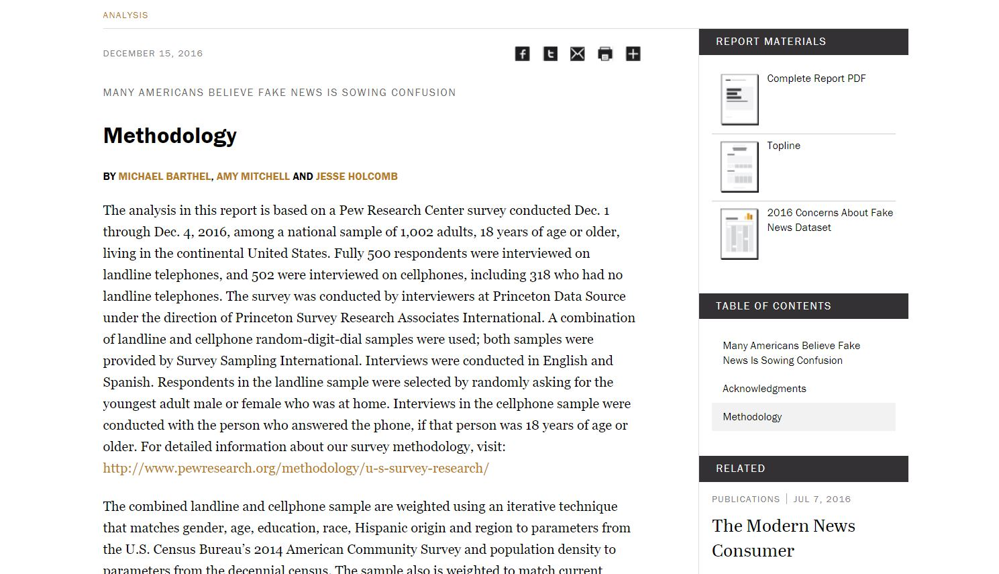 ANALYSIS
DECEMBER 15, 2016
MANY AMERICANS BELIEVE FAKE NEWS IS SOWING CONFUSION
Methodology
BY MICHAEL BARTHEL, AMY MITCHELL AND JESSE HOLCOMB
The analysis in this report is based on a Pew Research Center survey conducted Dec. 1
through Dec. 4, 2016, among a national sample of 1,002 adults, 18 years of age or older,
living in the continental United States. Fully 500 respondents were interviewed on
landline telephones, and 502 were interviewed on cellphones, including 318 who had no
landline telephones. The survey was conducted by interviewers at Princeton Data Source
under the direction of Princeton Survey Research Associates International. A combination
of landline and cellphone random-digit-dial samples were used; both samples were
provided by Survey Sampling International. Interviews were conducted in English and
Spanish. Respondents in the landline sample were selected by randomly asking for the
youngest adult male or female who was at home. Interviews in the cellphone sample were
conducted with the person who answered the phone, if that person was 18 years of age or
older. For detailed information about our survey methodology, visit:
http://www.pewresearch.org/methodology/u-s-survey-research/
The combined landline and cellphone sample are weighted using an iterative technique
that matches gender, age, education, race, Hispanic origin and region to parameters from
the U.S. Census Bureau’s 2014 American Community Survey and population density to
parameters from the decennial census. The sample also is weighted to match current
REPORT MATERIALS
Complete Report PDF
Topline
2016 Concerns About Fake
News Dataset
TABLE OF CONTENTS
Many Americans Believe Fake
News Is Sowing Confusion
Acknowledgments
Methodology
RELATED
PUBLICATIONS | JUL 7, 2016
The Modern News
Consumer